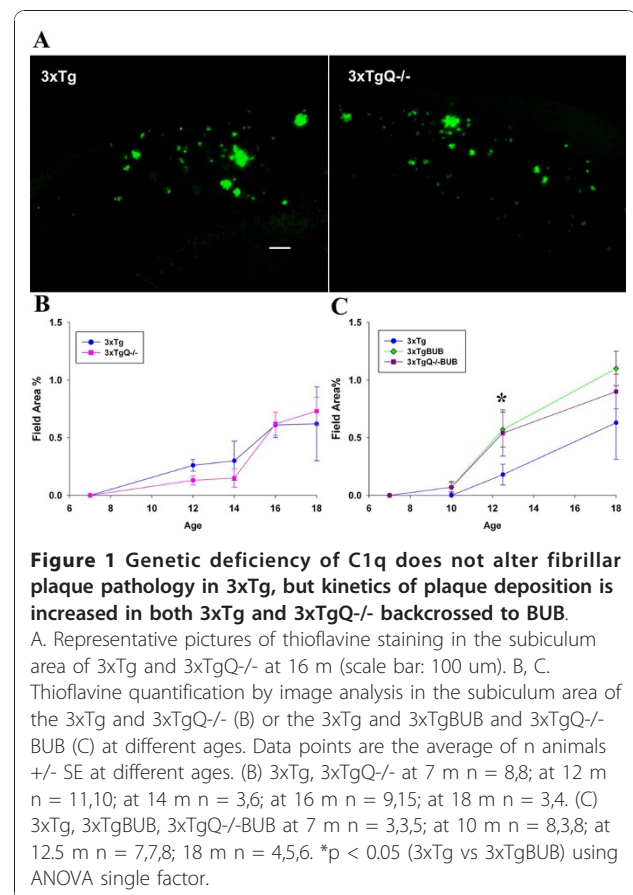 A
3xTg
3xTgQ-/-
B
C
1.5
1.0
0.5
0.0
Field Area%
3xTg
3xTgQ-/-
6 8 10 12 14 16 18
Age
1.5
1.0
0.5
0.0
Field Area %
3xTg
3xTgBUB
3xTgQ-/-BUB
*
6 8 10 12 14 16 18
Age
Figure 1 Genetic deficiency of C1q does not alter fibrillar
plaque pathology in 3xTg, but kinetics of plaque deposition is
increased in both 3xTg and 3xTgQ-/- backcrossed to BUB.
A. Representative pictures of thioflavine staining in the subiculum
area of 3xTg and 3xTgQ-/- at 16 m (scale bar: 100 um). B, C.
Thioflavine quantification by image analysis in the subiculum area of
the 3xTg and 3xTgQ-/- (B) or the 3xTg and 3xTgBUB and 3xTgQ-/-
BUB (C) at different ages. Data points are the average of n animals
+/- SE at different ages. (B) 3xTg, 3xTgQ-/- at 7 m n = 8,8; at 12 m
n = 11,10; at 14 m n = 3,6; at 16 m n = 9,15; at 18 m n = 3,4. (C)
3xTg, 3xTgBUB, 3xTgQ-/-BUB at 7 m n = 3,3,5; at 10 m n = 8,3,8; at
12.5 m n = 7,7,8; 18 m n = 4,5,6. *p < 0.05 (3xTg vs 3xTgBUB) using
ANOVA single factor.